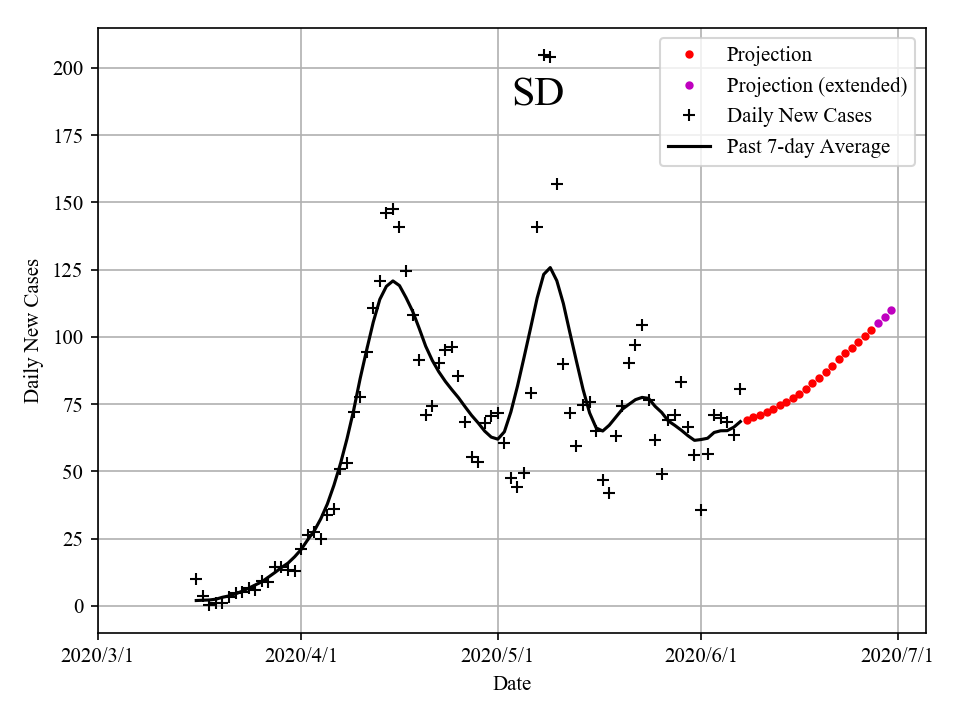 200
175
150
125
100
75
50
25
0
Daily New Cases
SD
Projection
Projection (extended)
Daily New Cases
Past 7-day Average
2020/3/1
2020/4/1
2020/5/1
2020/6/1
2020/7/1
Date